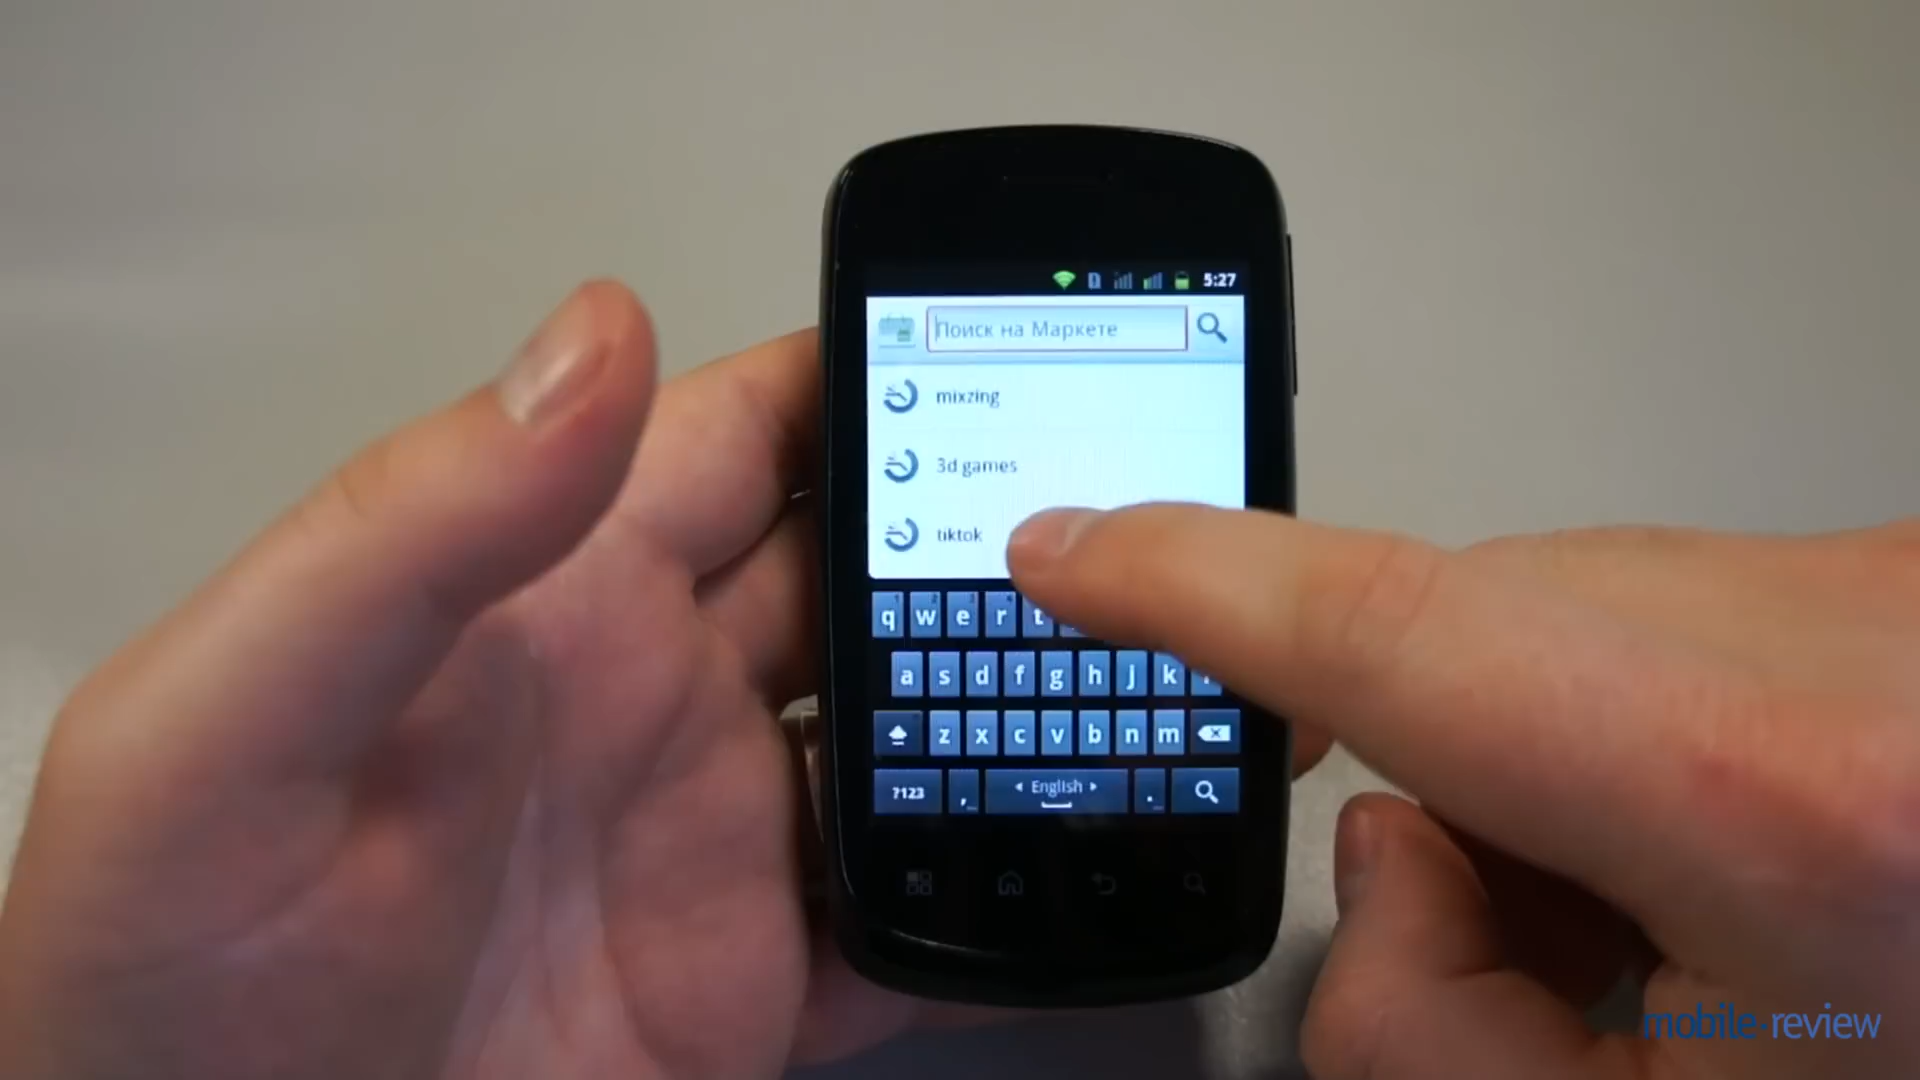 5:27
Поиск на Маркете
mixzing
3d games
tiktok
q w e r t
a s d f g h j k
z x c v b n m
?123 , English .
mobile-review